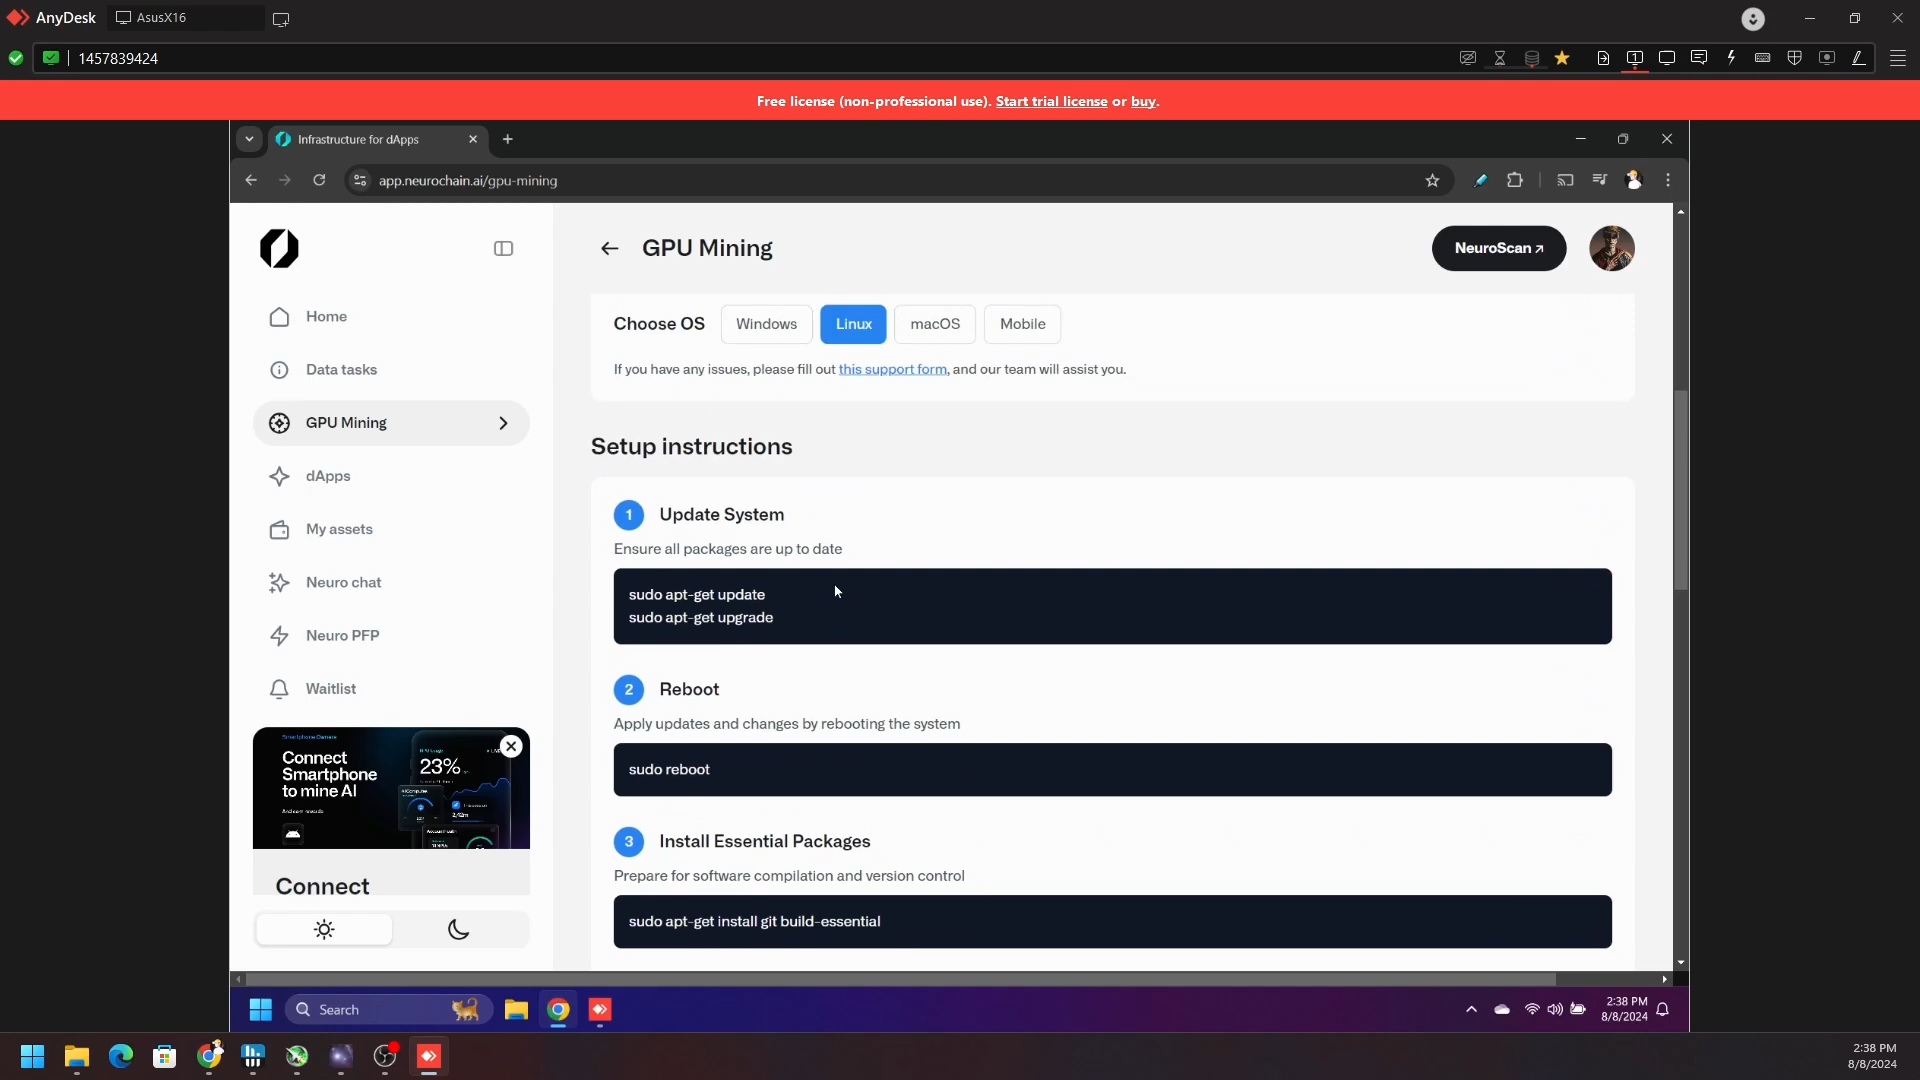 AnyDesk
AsusX16
1457839424
Free license (non-professional use). Start trial license or buy.
Infrastructure for dApps
app.neurochain.ai/gpu-mining
GPU Mining
NeuroScan
Home
Data tasks
GPU Mining
dApps
My assets
Neuro chat
Neuro PFP
Waitlist
Smartphone Owners
Connect
Smartphone
to mine AI
And earn rewards
23%
Connect
Choose OS
Windows
Linux
macOS
Mobile
If you have any issues, please fill out this support form, and our team will assist you.
Setup instructions
1
Update System
Ensure all packages are up to date
sudo apt-get update
sudo apt-get upgrade
2
Reboot
Apply updates and changes by rebooting the system
sudo reboot
3
Install Essential Packages
Prepare for software compilation and version control
sudo apt-get install git build-essential
Search
2:38 PM
8/8/2024
2:38 PM
8/8/2024